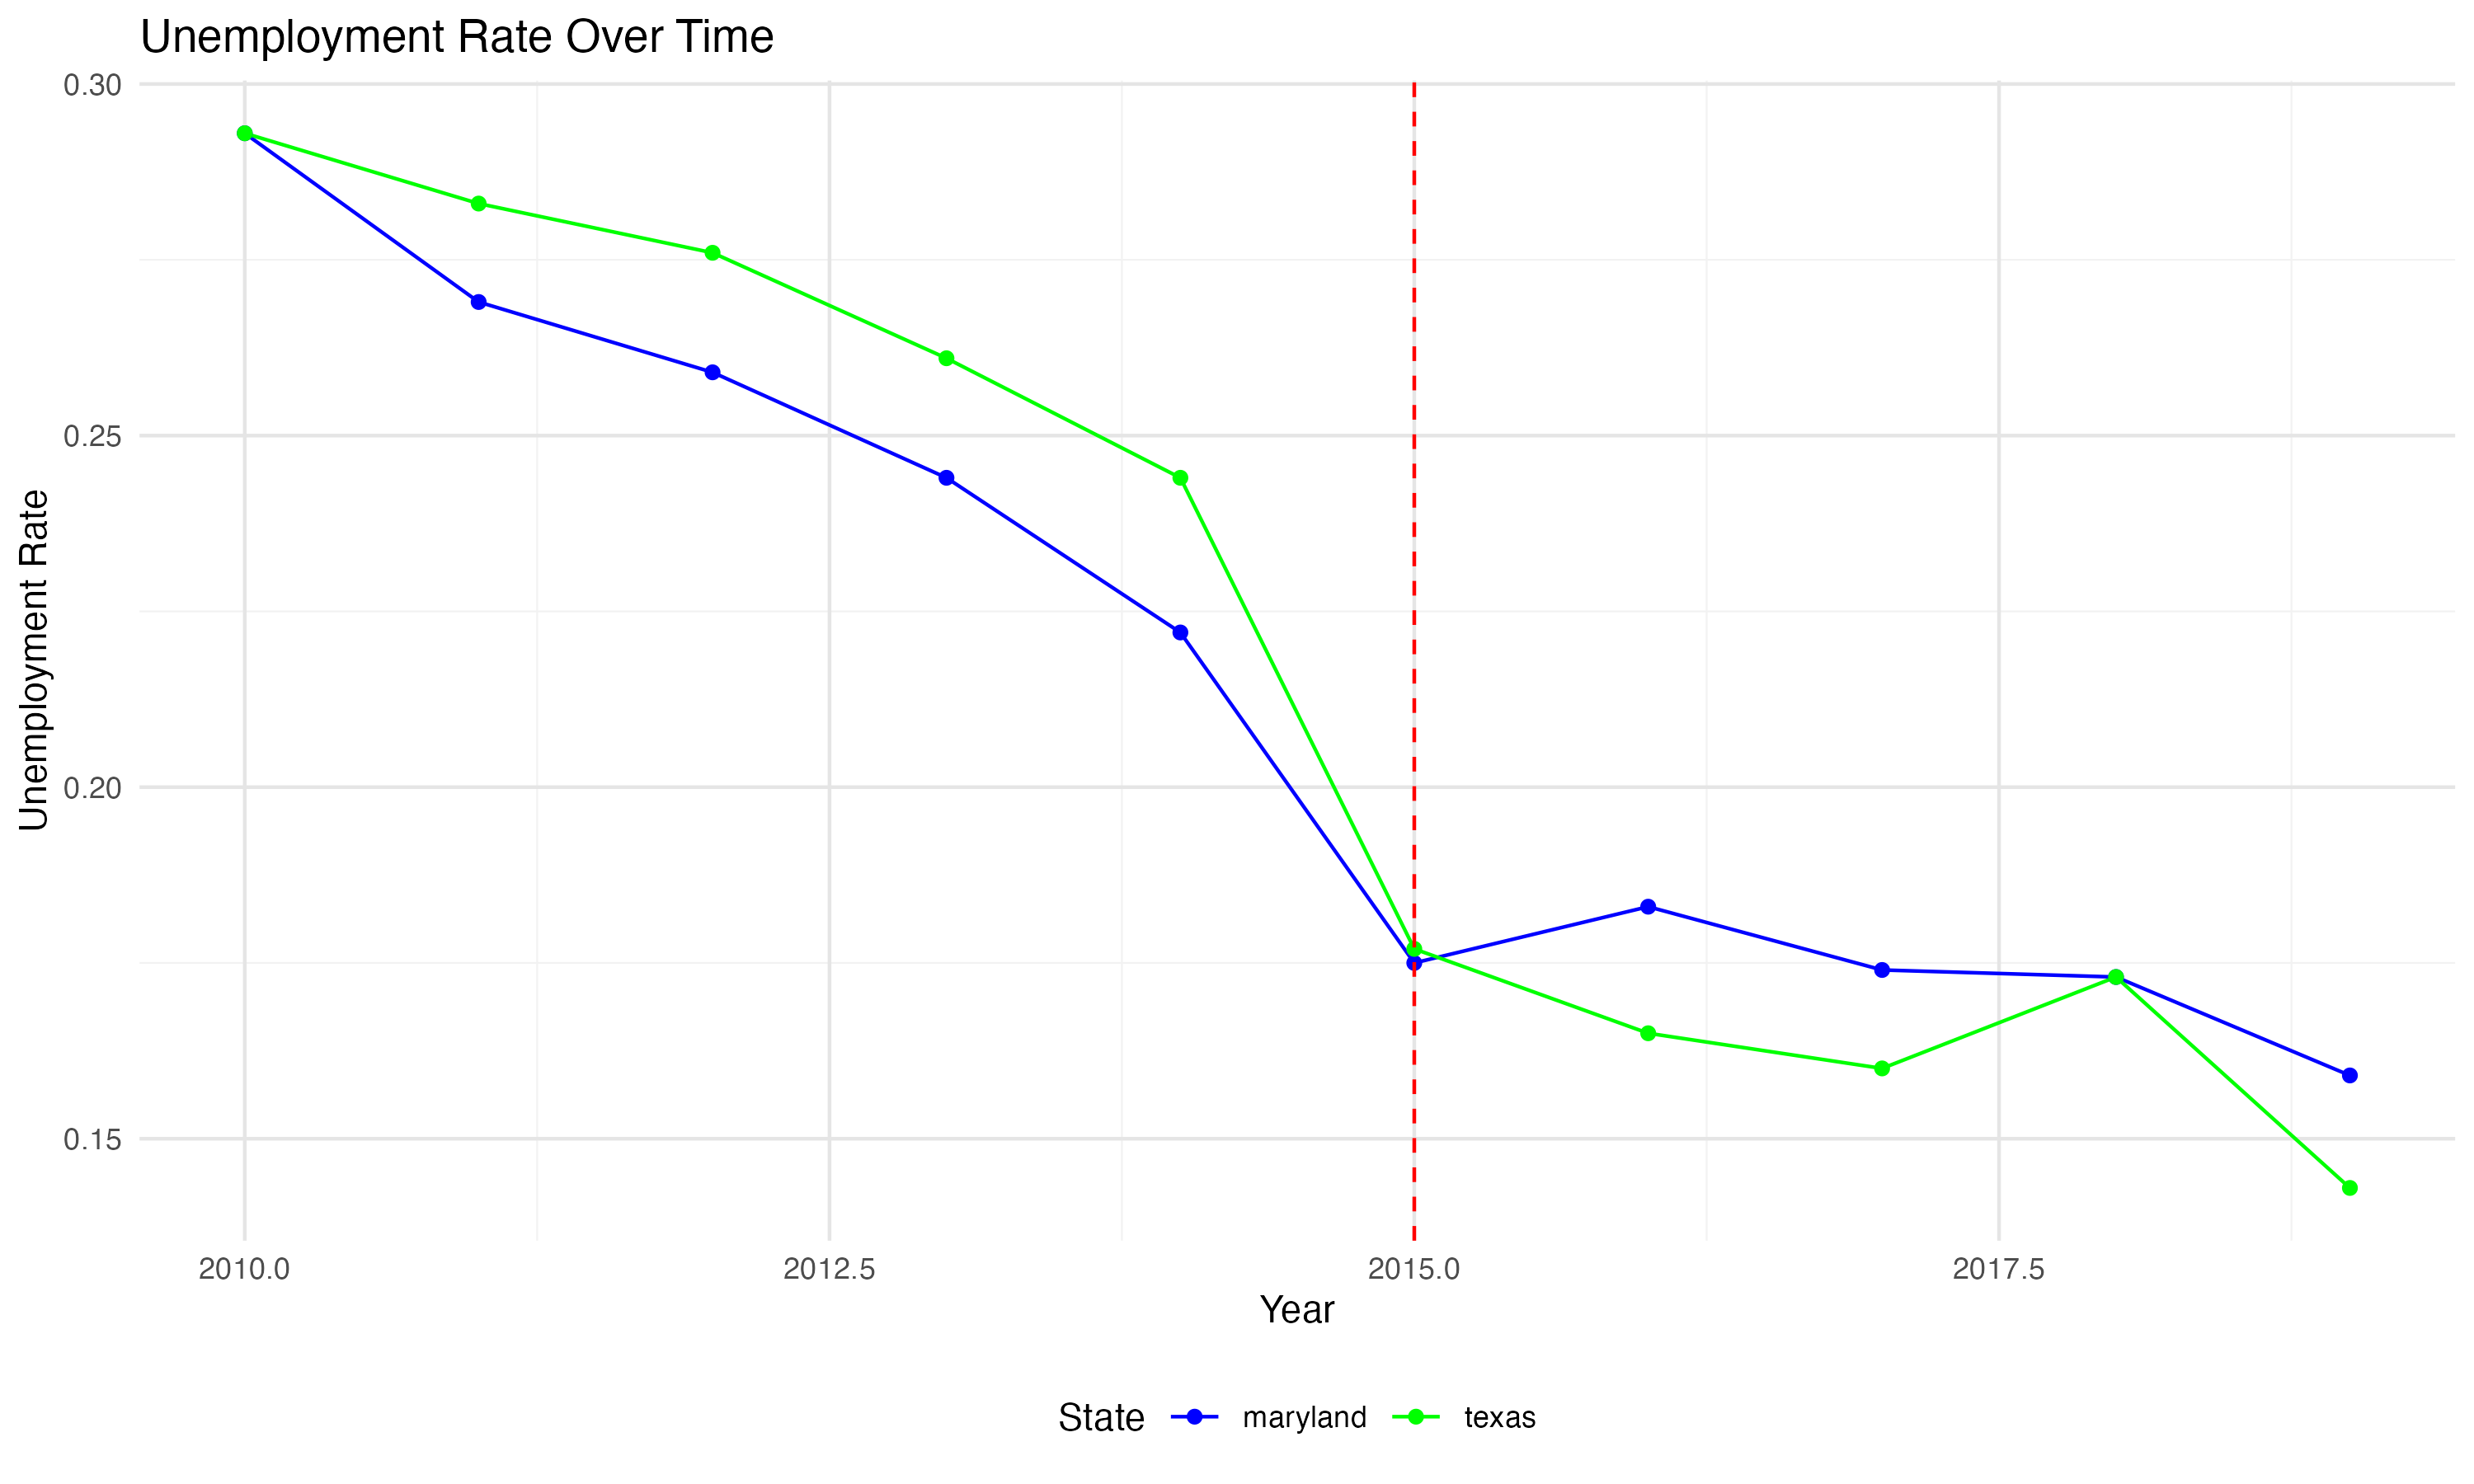 Unemployment Rate Over Time
0.30
0.25
0.20
0.15
Unemployment Rate
2010.0 2012.5 2015.0 2017.5
Year
State maryland texas